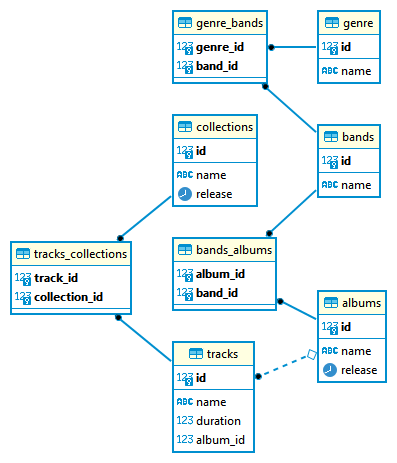 genre_bands
123 genre_id
123 band_id
genre
123 id
ABC name
collections
123 id
ABC name
release
bands
123 id
ABC name
tracks_collections
123 track_id
123 collection_id
bands_albums
123 album_id
123 band_id
albums
123 id
ABC name
release
tracks
123 id
ABC name
123 duration
123 album_id